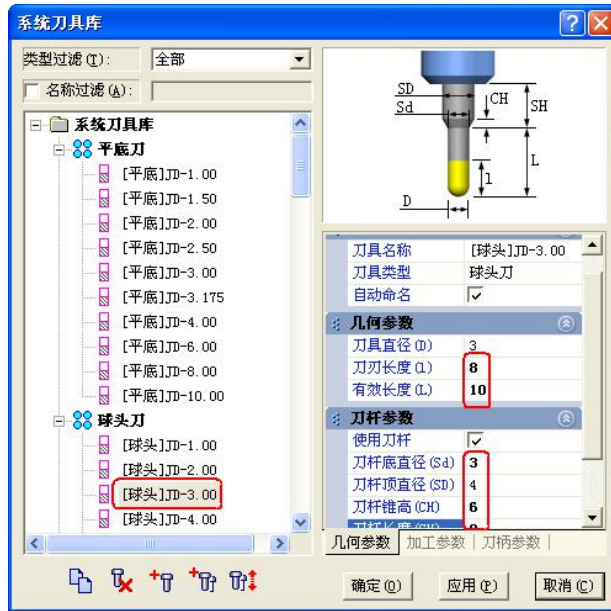 系统刀具库
类型过滤(T): 全部
名称过滤(A):
系统刀具库
平底刀
[平底]JD-1.00
[平底]JD-1.50
[平底]JD-2.00
[平底]JD-2.50
[平底]JD-3.00
[平底]JD-3.175
[平底]JD-4.00
[平底]JD-6.00
[平底]JD-8.00
[平底]JD-10.00
球头刀
[球头]JD-1.00
[球头]JD-2.00
[球头]JD-3.00
[球头]JD-4.00
SD
Sd
CH
SH
L
l
D
刀具名称 [球头]JD-3.00
刀具类型 球头刀
自动命名
几何参数
刀具直径(D) 3
刀刃长度(l) 8
有效长度(L) 10
刀杆参数
使用刀杆
刀杆底直径(Sd) 3
刀杆顶直径(SD) 4
刀杆锥高(CH) 6
几何参数 加工参数 刀柄参数
确定(O) 应用(P) 取消(C)